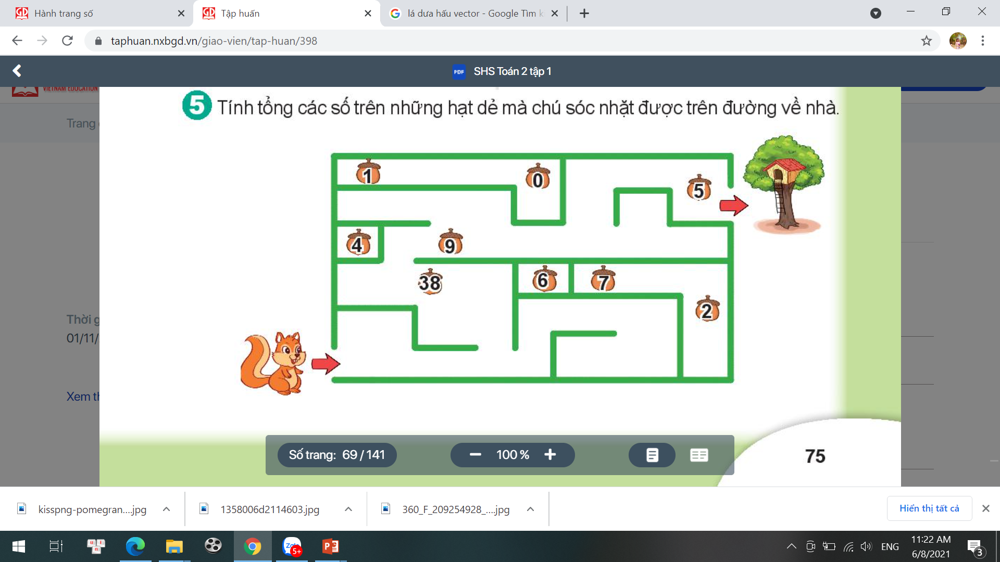 Hành trang số
Tập huấn
lá dưa hấu vector - Google Tìm k
taphuan.nxbgd.vn/giao-vien/tap-huan/398
PDF SHS Toán 2 tập 1
VIETNAM EDUCATION
Trang
5 Tính tổng các số trên những hạt dẻ mà chú sóc nhặt được trên đường về nhà.
1
0
5
4
9
38
6
7
2
Thời g
01/11/
Xem th
Số trang: 69 / 141
100 %
75
kisspng-pomegran....jpg
1358006d2114603.jpg
360_F_209254928_....jpg
Hiển thị tất cả
Zalo
5+
ENG
11:22 AM
6/8/2021
3